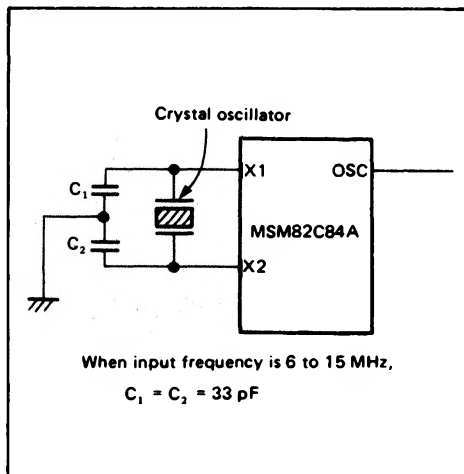 Crystal oscillator
X1
OSC
C₁
MSM82C84A
C₂
X2
When input frequency is 6 to 15 MHz,
C₁ = C₂ = 33 pF